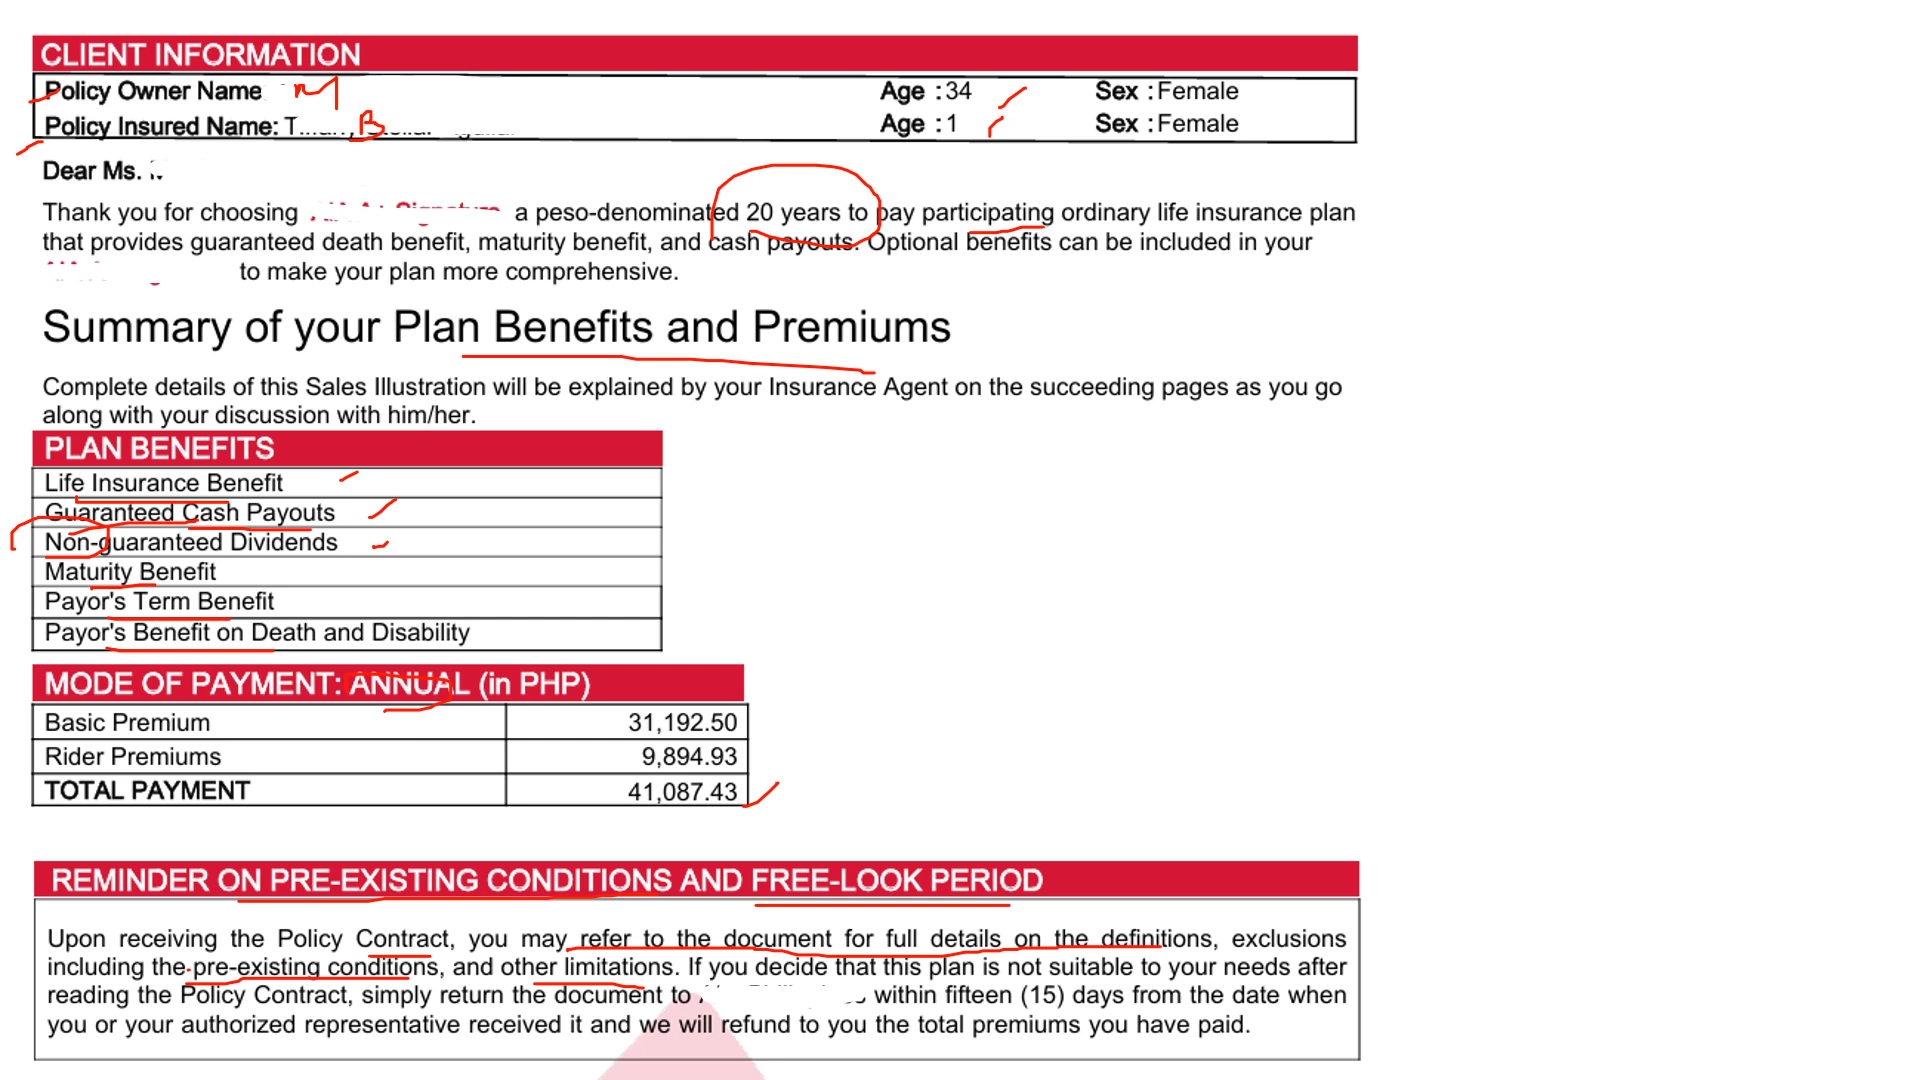 CLIENT INFORMATION
Policy Owner Name M Age : 34 Sex : Female
Policy Insured Name: T B Age : 1 Sex : Female
Dear Ms.
Thank you for choosing a peso-denominated 20 years to pay participating ordinary life insurance plan
that provides guaranteed death benefit, maturity benefit, and cash payouts. Optional benefits can be included in your
to make your plan more comprehensive.
Summary of your Plan Benefits and Premiums
Complete details of this Sales Illustration will be explained by your Insurance Agent on the succeeding pages as you go
along with your discussion with him/her.
PLAN BENEFITS
Life Insurance Benefit
Guaranteed Cash Payouts
Non-guaranteed Dividends
Maturity Benefit
Payor's Term Benefit
Payor's Benefit on Death and Disability
MODE OF PAYMENT: ANNUAL (in PHP)
Basic Premium 31,192.50
Rider Premiums 9,894.93
TOTAL PAYMENT 41,087.43
REMINDER ON PRE-EXISTING CONDITIONS AND FREE-LOOK PERIOD
Upon receiving the Policy Contract, you may refer to the document for full details on the definitions, exclusions
including the pre-existing conditions, and other limitations. If you decide that this plan is not suitable to your needs after
reading the Policy Contract, simply return the document to within fifteen (15) days from the date when
you or your authorized representative received it and we will refund to you the total premiums you have paid.